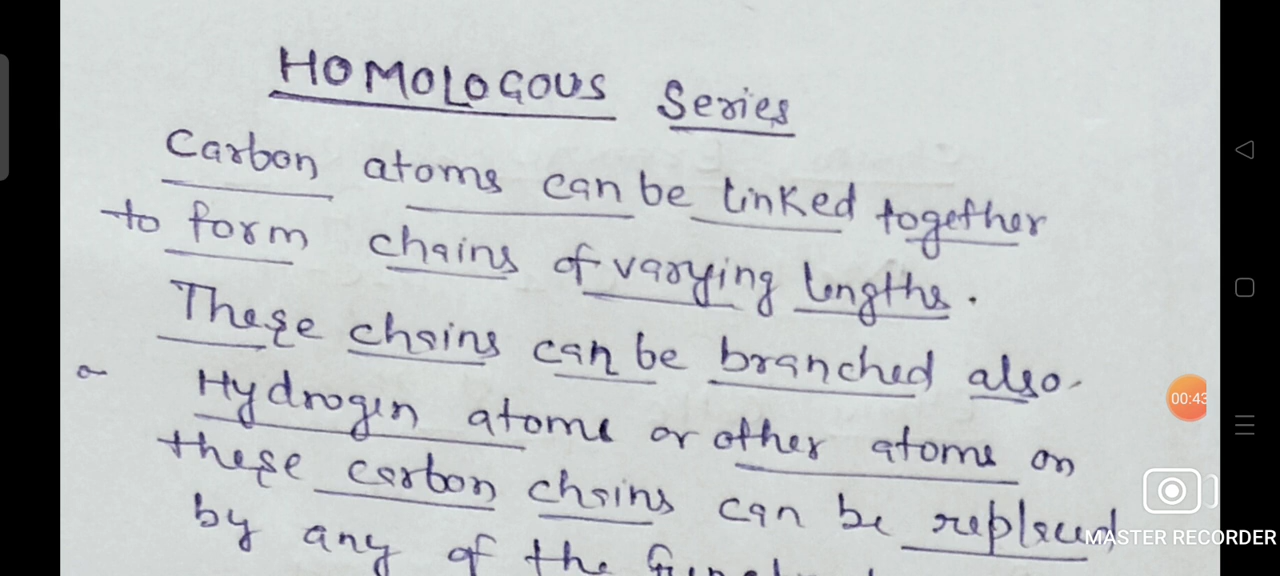 HOMOLOGOUS Series
Carbon atoms can be linked together
to form chains of varying lengths.
These chains can be branched also.
Hydrogen atoms or other atoms on
these carbon chains can be replaced
by any of the
00:43
MASTER RECORDER